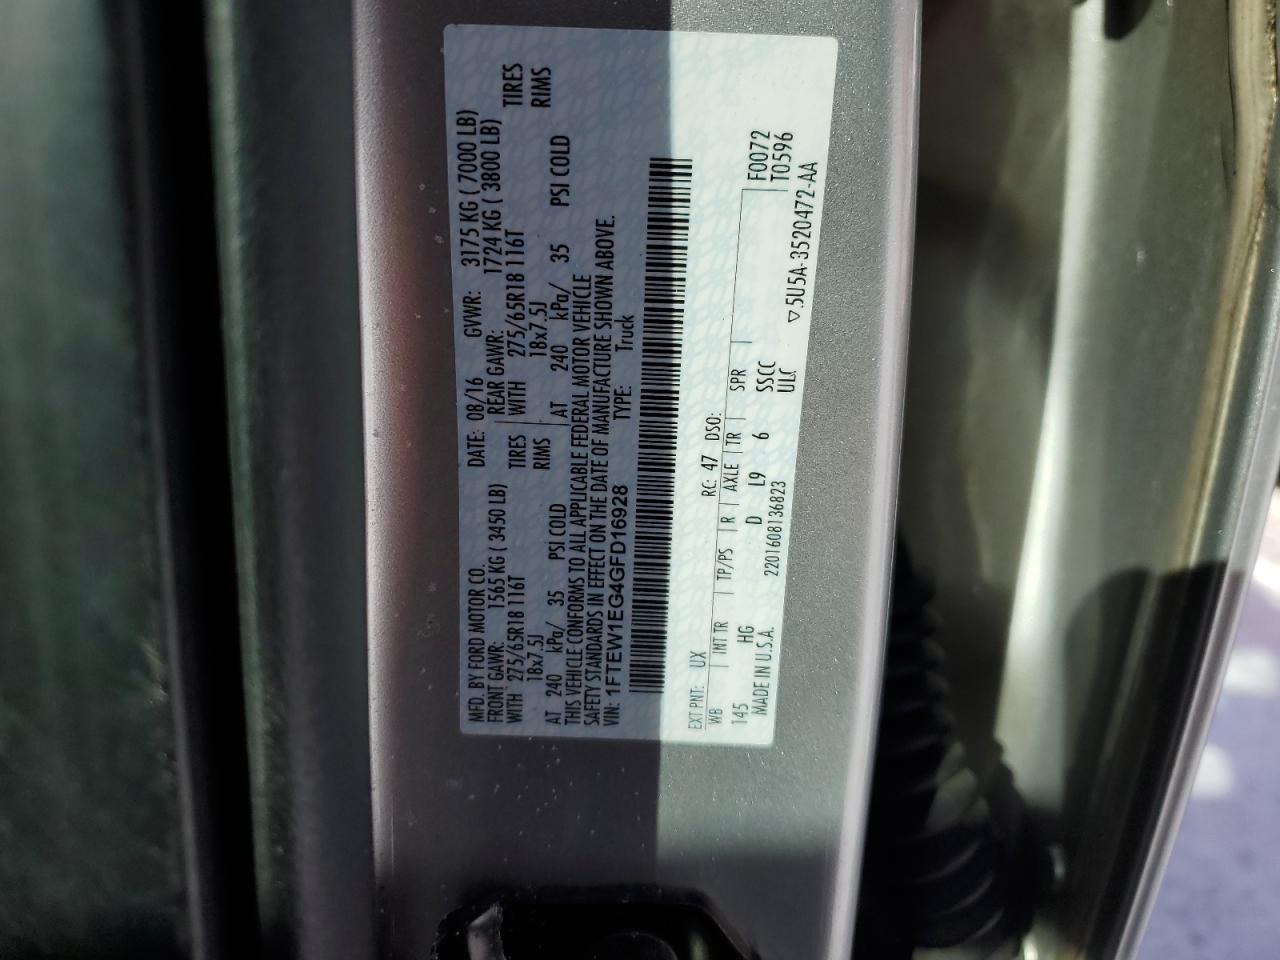 MFD. BY FORD MOTOR CO. DATE: 08/16 GVWR: 3175 KG ( 7000 LB)
FRONT GAWR: 1565 KG ( 3450 LB) REAR GAWR: 1724 KG ( 3800 LB)
WITH 275/65R18 116T TIRES WITH 275/65R18 116T TIRES
18x7.5J RIMS 18x7.5J RIMS
AT 240 kPa/ 35 PSI COLD AT 240 kPa/ 35 PSI COLD
THIS VEHICLE CONFORMS TO ALL APPLICABLE FEDERAL MOTOR VEHICLE
SAFETY STANDARDS IN EFFECT ON THE DATE OF MANUFACTURE SHOWN ABOVE.
VIN: 1FTEW1EG4GFD16928 TYPE: Truck
EXT PNT: UX RC: 47 DSO:
WB INT TR TP/PS R AXLE TR SPR F0072
145 HG D L9 6 SSCC T0596
MADE IN U.S.A. 2201608136823 ULC
▽.5U5A-3520472-AA